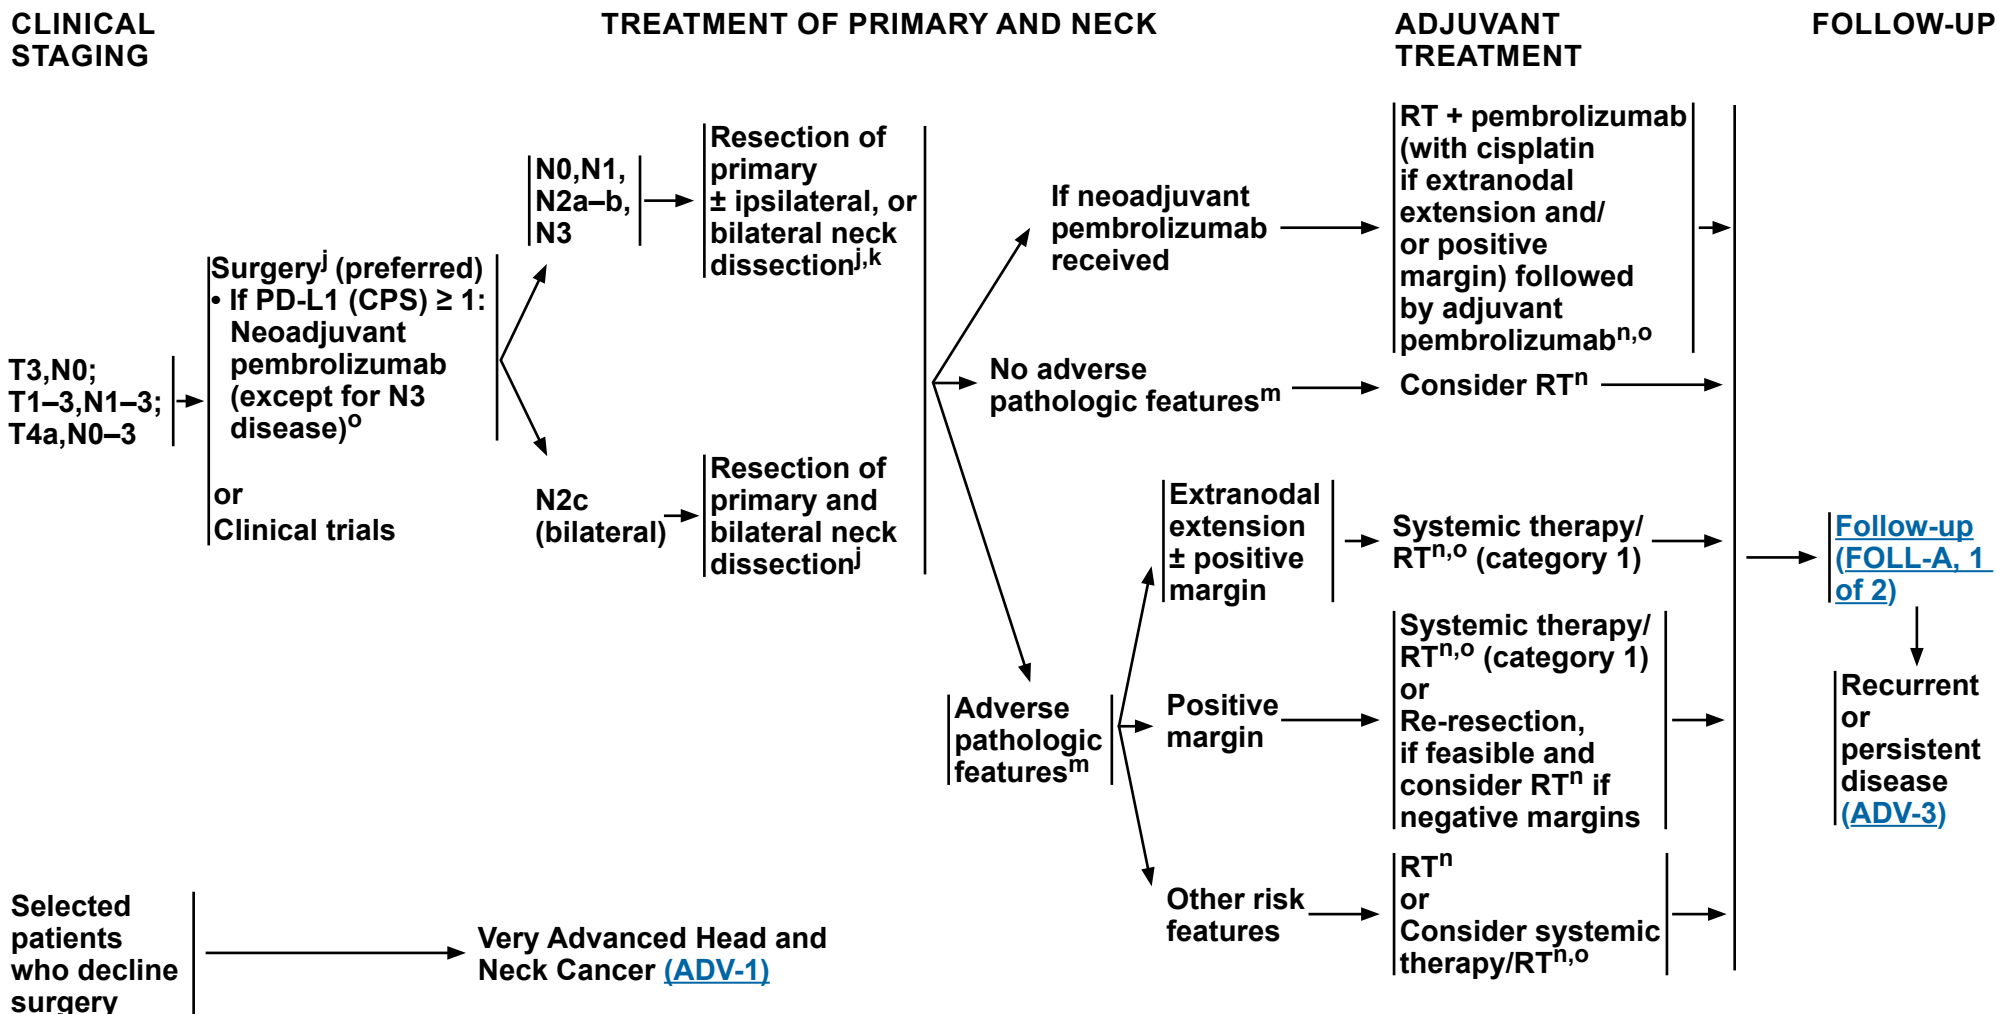 CLINICAL
STAGING
TREATMENT OF PRIMARY AND NECK
ADJUVANT
TREATMENT
FOLLOW-UP
T3,N0;
T1–3,N1–3;
T4a,N0–3
Surgeryj (preferred)
• If PD-L1 (CPS) ≥ 1:
Neoadjuvant
pembrolizumab
(except for N3
disease)o
or
Clinical trials
N0,N1,
N2a–b,
N3
Resection of
primary
± ipsilateral, or
bilateral neck
dissectionj,k
N2c
(bilateral)
Resection of
primary and
bilateral neck
dissectionj
If neoadjuvant
pembrolizumab
received
RT + pembrolizumab
(with cisplatin
if extranodal
extension and/
or positive
margin) followed
by adjuvant
pembrolizumabn,o
No adverse
pathologic featuresm
Consider RTn
Adverse
pathologic
featuresm
Extranodal
extension
± positive
margin
Systemic therapy/
RTn,o (category 1)
Positive
margin
Systemic therapy/
RTn,o (category 1)
or
Re-resection,
if feasible and
consider RTn if
negative margins
Other risk
features
RTn
or
Consider systemic
therapy/RTn,o
Follow-up
(FOLL-A, 1
of 2)
Recurrent
or
persistent
disease
(ADV-3)
Selected
patients
who decline
surgery
Very Advanced Head and
Neck Cancer (ADV-1)